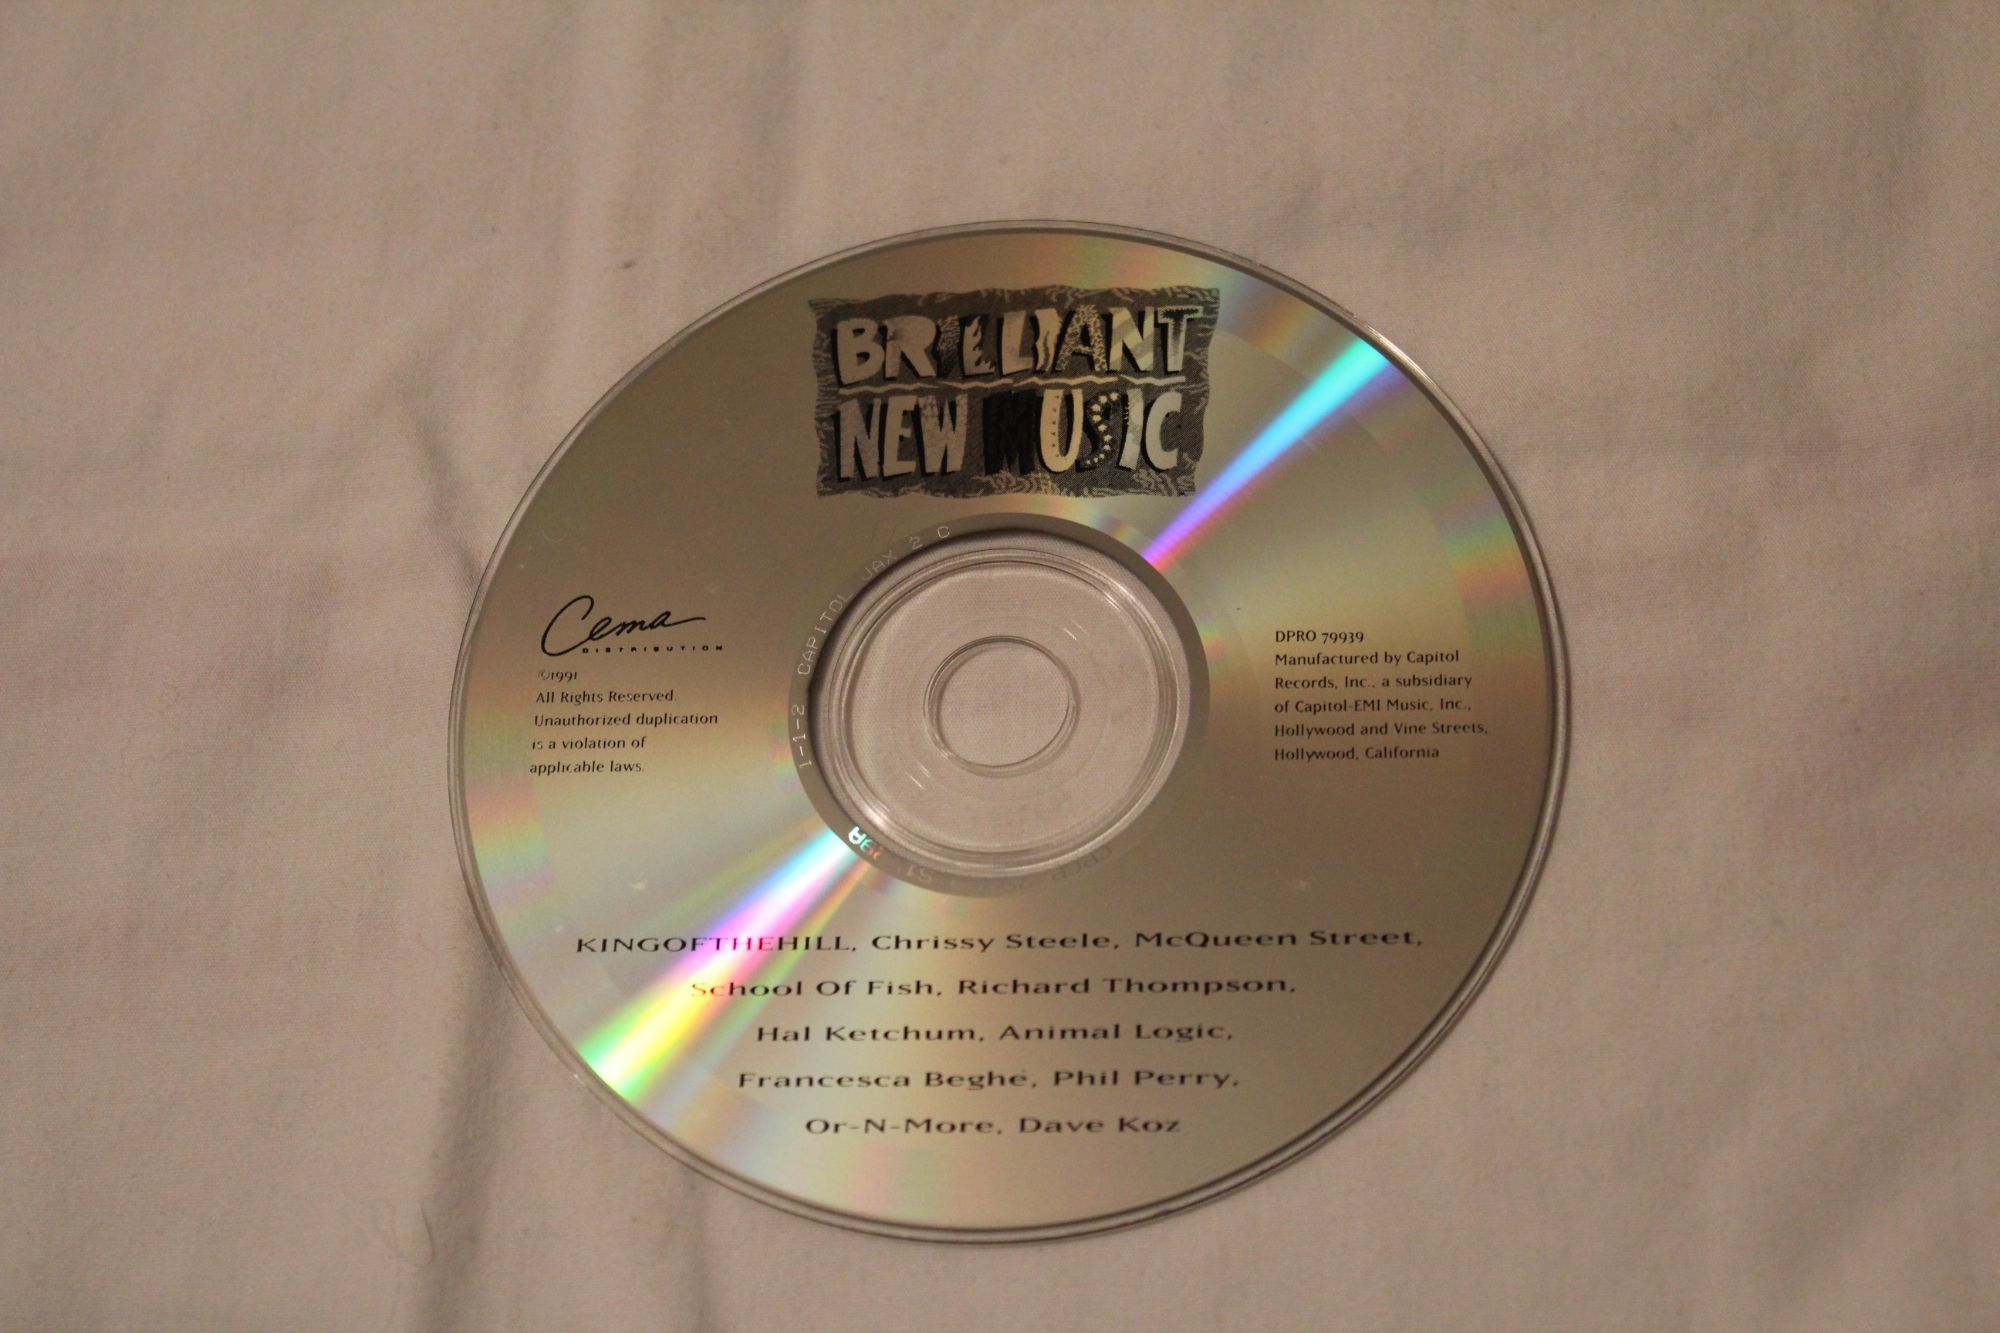 BRILLIANT
NEW MUSIC
Cema
DISTRIBUTION
©1991
All Rights Reserved.
Unauthorized duplication
is a violation of
applicable laws.
1-1-2 CAPITOL JAX 2 C
DPRO 79939
Manufactured by Capitol
Records, Inc., a subsidiary
of Capitol-EMI Music, Inc.,
Hollywood and Vine Streets,
Hollywood, California
KINGOFTHEHILL, Chrissy Steele, McQueen Street,
School Of Fish, Richard Thompson,
Hal Ketchum, Animal Logic,
Francesca Beghe, Phil Perry,
Or-N-More, Dave Koz